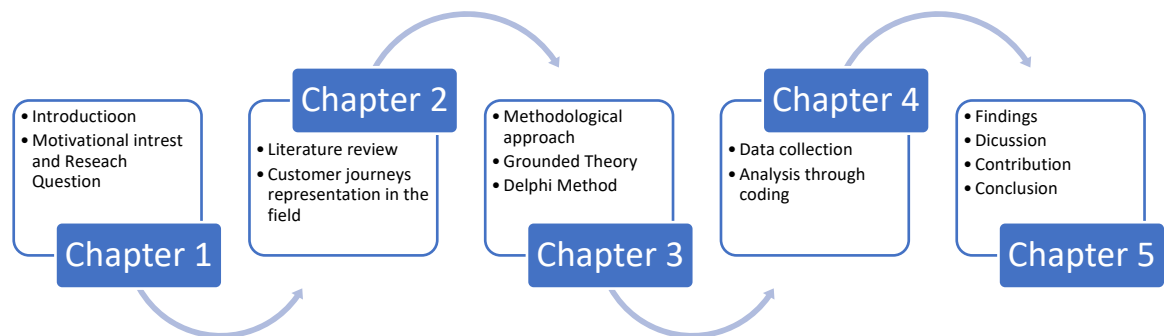 • Introductioon
• Motivational intrest
and Reseach
Question
Chapter 1
Chapter 2
• Literature review
• Customer journeys
representation in the
field
• Methodological
approach
• Grounded Theory
• Delphi Method
Chapter 3
Chapter 4
• Data collection
• Analysis through
coding
• Findings
• Dicussion
• Contribution
• Conclusion
Chapter 5